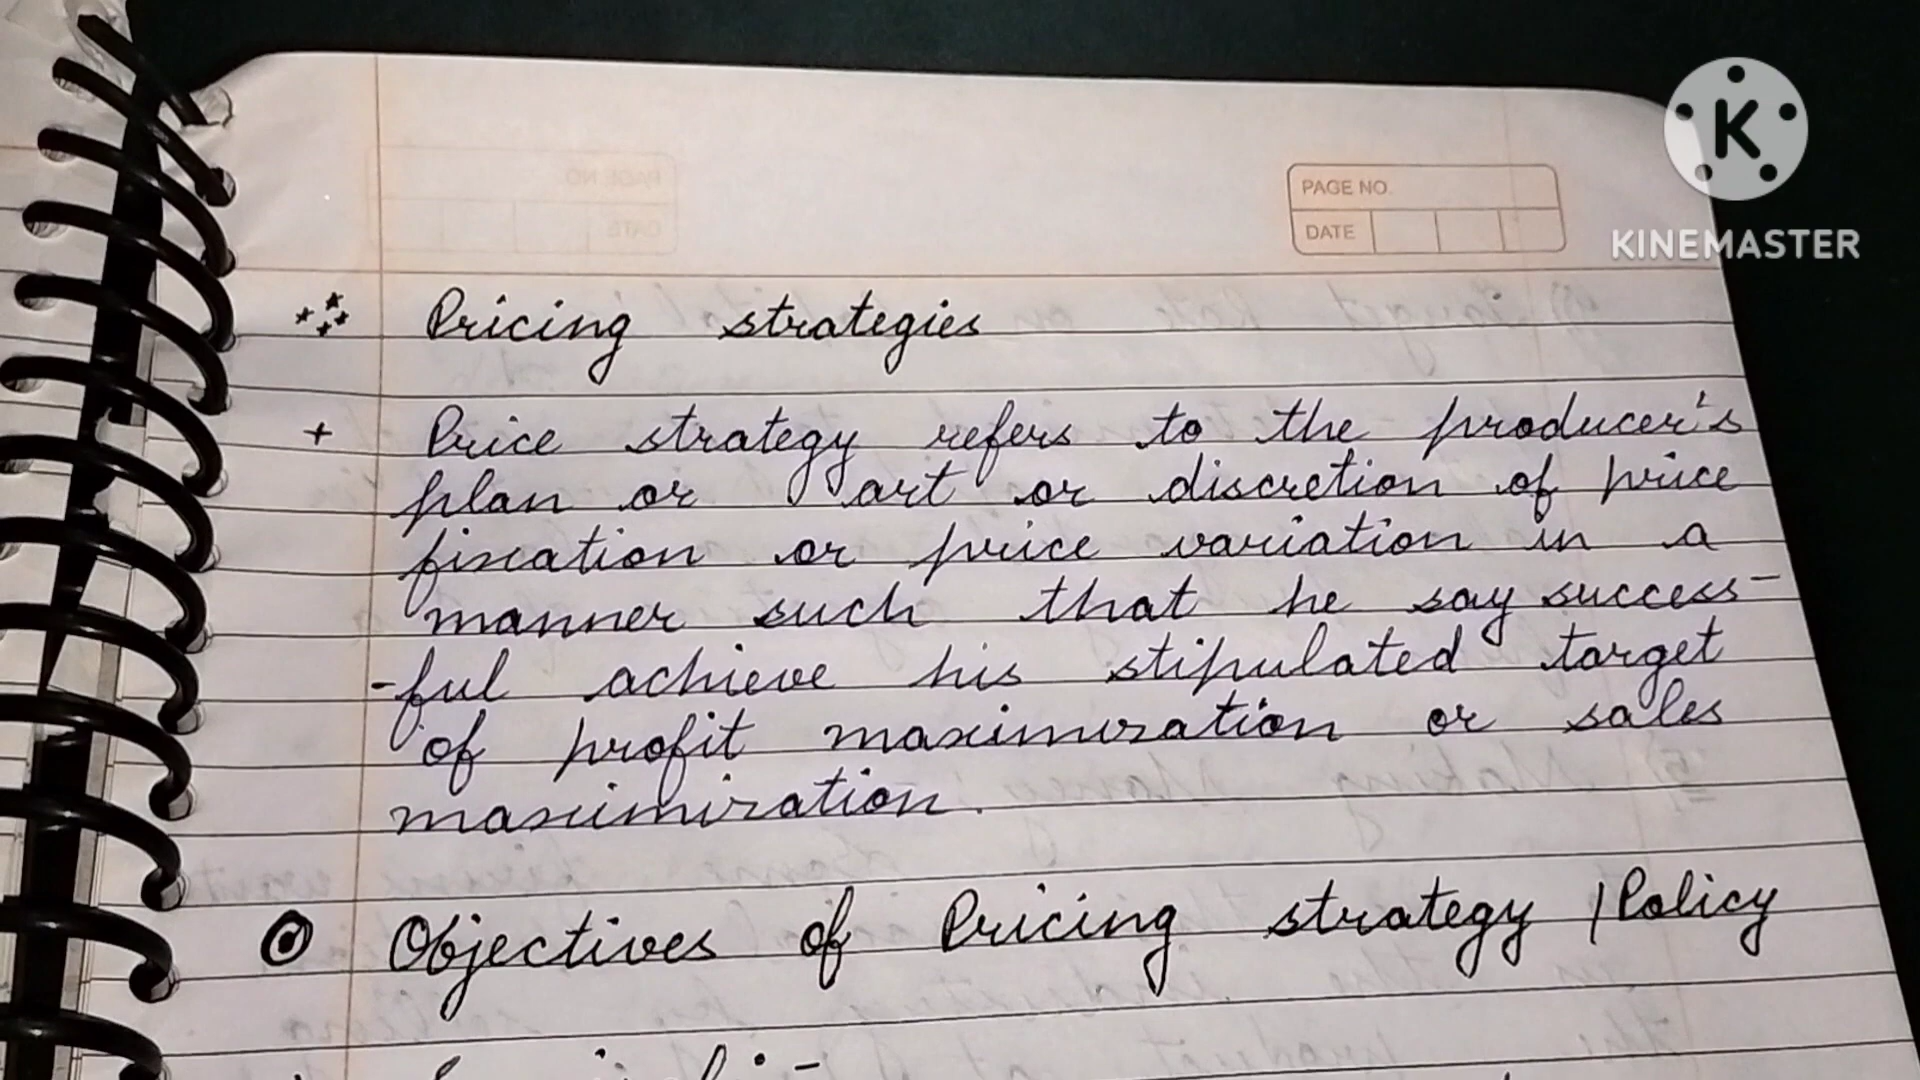 KINEMASTER
PAGE NO.
DATE
Pricing strategies
+ Price strategy refers to the producer's
plan or art or discretion of price
fixation or price variation in a
manner such that he say success-
-ful achieve his stipulated target
of profit maximization or sales
maximization.
Objectives of Pricing strategy / Policy